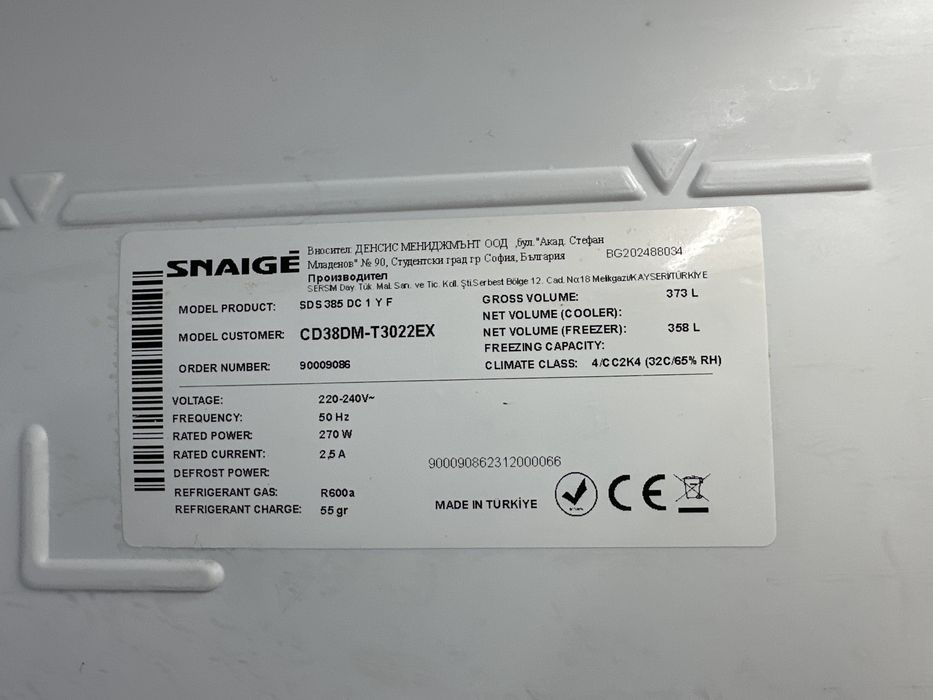 SNAIGĖ
Вносител: ДЕНСИС МЕНИДЖМЪНТ ООД ,бул."Акад. Стефан
Младенов" № 90, Студентски град гр София, България
BG202488034
Производител
SERSIM Day. Tük. Mal. San. ve Tic. Koll. Şti.Serbest Bölge 12. Cad. No:18 Melikgazi/KAYSERİ/TÜRKİYE
MODEL PRODUCT: SDS 385 DC 1 Y F
MODEL CUSTOMER: CD38DM-T3022EX
ORDER NUMBER: 90009086
GROSS VOLUME: 373 L
NET VOLUME (COOLER):
NET VOLUME (FREEZER): 358 L
FREEZING CAPACITY:
CLIMATE CLASS: 4/CC2K4 (32C/65% RH)
VOLTAGE: 220-240V~
FREQUENCY: 50 Hz
RATED POWER: 270 W
RATED CURRENT: 2,5 A
DEFROST POWER:
REFRIGERANT GAS: R600a
REFRIGERANT CHARGE: 55 gr
900090862312000066
MADE IN TÜRKİYE
CE